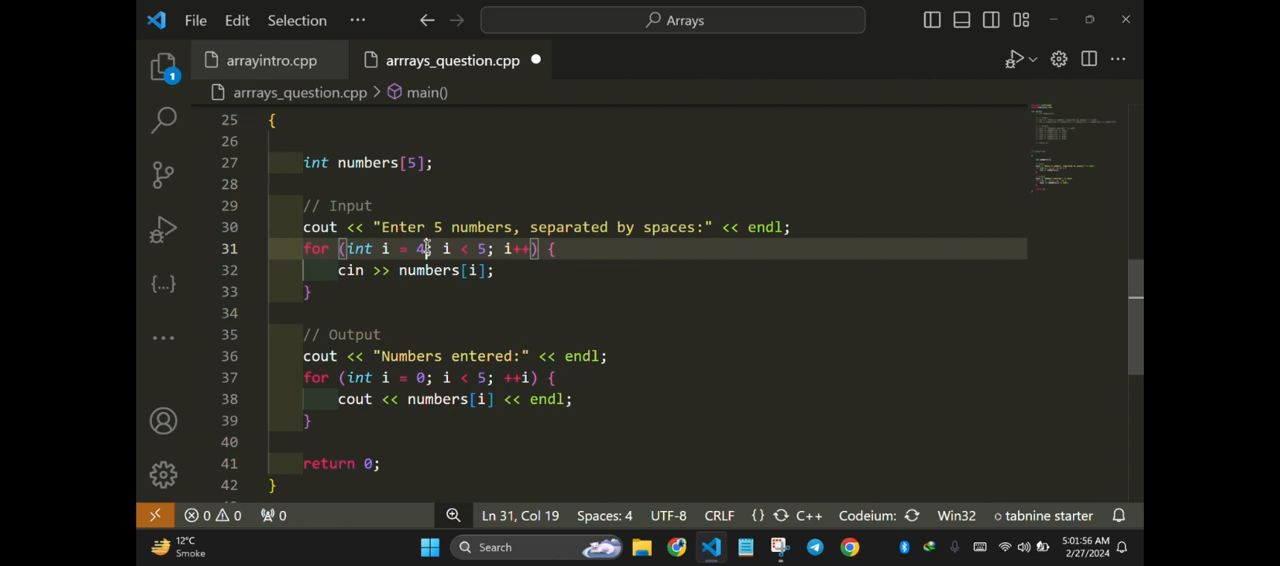 File Edit Selection ··· Arrays
arrayintro.cpp arrrays_question.cpp
arrrays_question.cpp > main()
1
25 {
26
27 int numbers[5];
28
29 // Input
30 cout << "Enter 5 numbers, separated by spaces:" << endl;
31 for (int i = 4; i < 5; i++) {
32 cin >> numbers[i];
33 }
34
35 // Output
36 cout << "Numbers entered:" << endl;
37 for (int i = 0; i < 5; ++i) {
38 cout << numbers[i] << endl;
39 }
40
41 return 0;
42 }
0 0 0 Ln 31, Col 19 Spaces: 4 UTF-8 CRLF {} C++ Codeium: Win32 tabnine starter
12°C
Smoke
Search
5:01:56 AM
2/27/2024